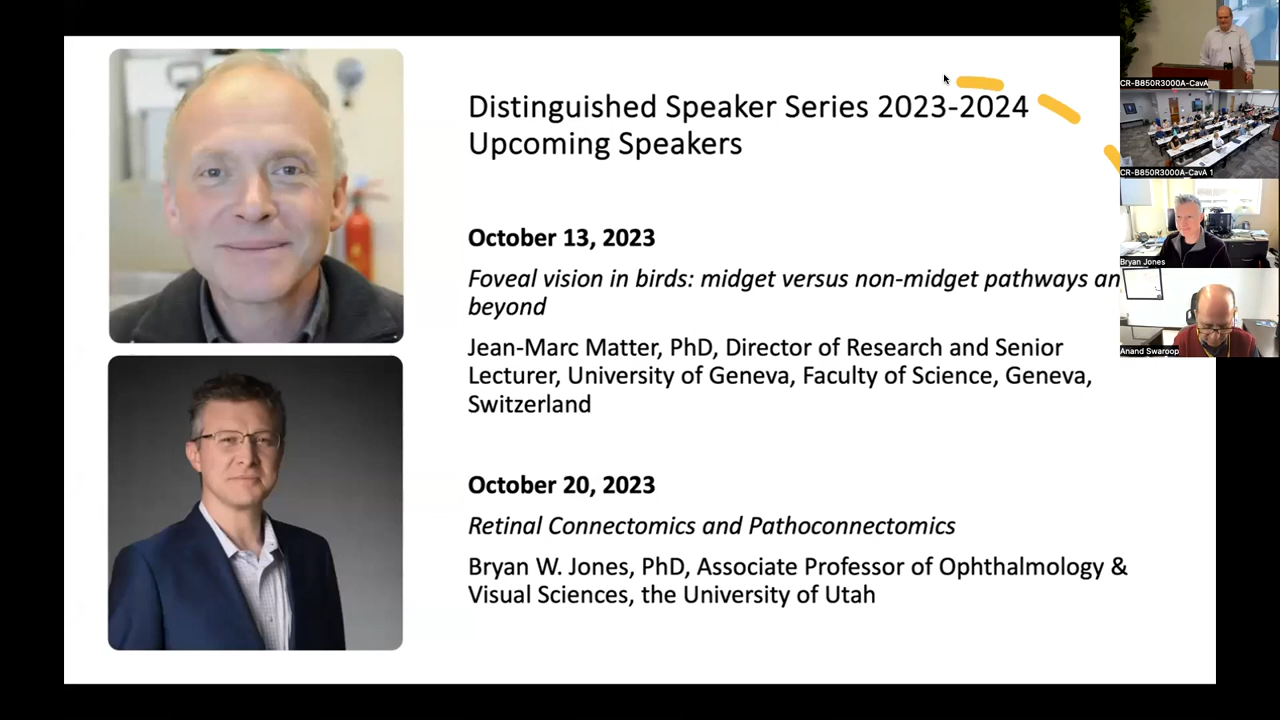 Distinguished Speaker Series 2023-2024
Upcoming Speakers
October 13, 2023
Foveal vision in birds: midget versus non-midget pathways an
beyond
Jean-Marc Matter, PhD, Director of Research and Senior
Lecturer, University of Geneva, Faculty of Science, Geneva,
Switzerland
October 20, 2023
Retinal Connectomics and Pathoconnectomics
Bryan W. Jones, PhD, Associate Professor of Ophthalmology &
Visual Sciences, the University of Utah
CR-B850R3000A-CavA
CR-B850R3000A-CavA 1
Bryan Jones
Anand Swaroop